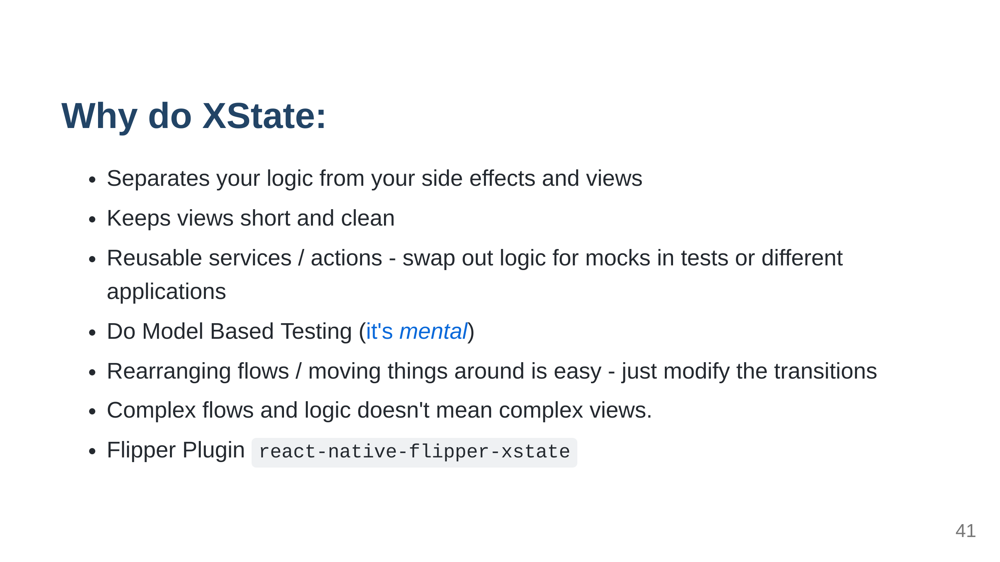 Why do XState:
• Separates your logic from your side effects and views
• Keeps views short and clean
• Reusable services / actions - swap out logic for mocks in tests or different
applications
• Do Model Based Testing (it's mental)
• Rearranging flows / moving things around is easy - just modify the transitions
• Complex flows and logic doesn't mean complex views.
• Flipper Plugin react-native-flipper-xstate
41